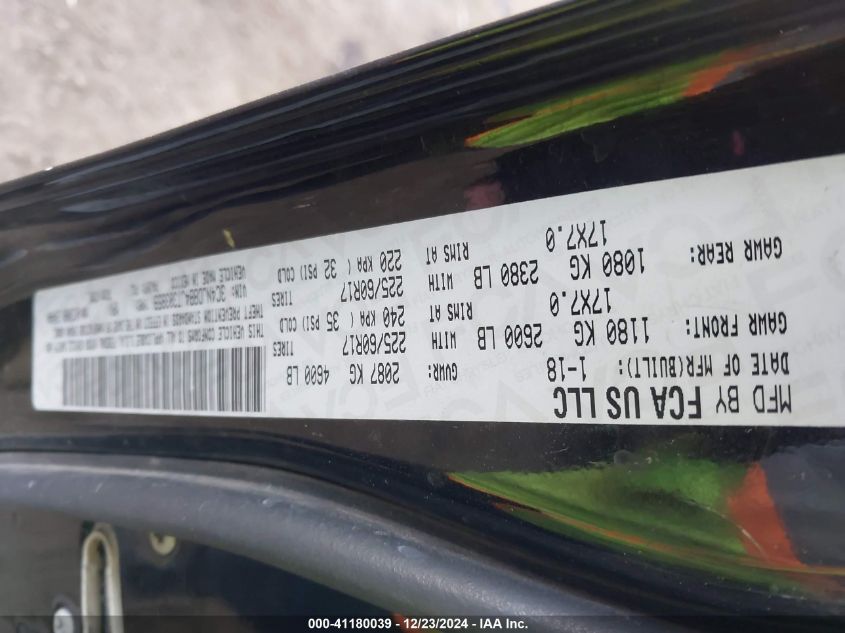 MFD BY FCA US LLC
DATE OF MFR(BUILT): 1-18 GVWR: 2087 KG 4600 LB
GAWR FRONT: 1180 KG 2600 LB WITH 225/60R17 TIRES
17X7.0 RIMS AT 240 KPA ( 35 PSI) COLD
GAWR REAR: 1080 KG 2380 LB WITH 225/60R17 TIRES
17X7.0 RIMS AT 220 KPA ( 32 PSI) COLD
THIS VEHICLE CONFORMS TO ALL APPLICABLE
THEFT PREVENTION STANDARDS IN EFFECT ON THE DATE OF
VIN:
VEHICLE MADE IN MEXICO
000-41180039 - 12/23/2024 - IAA Inc.